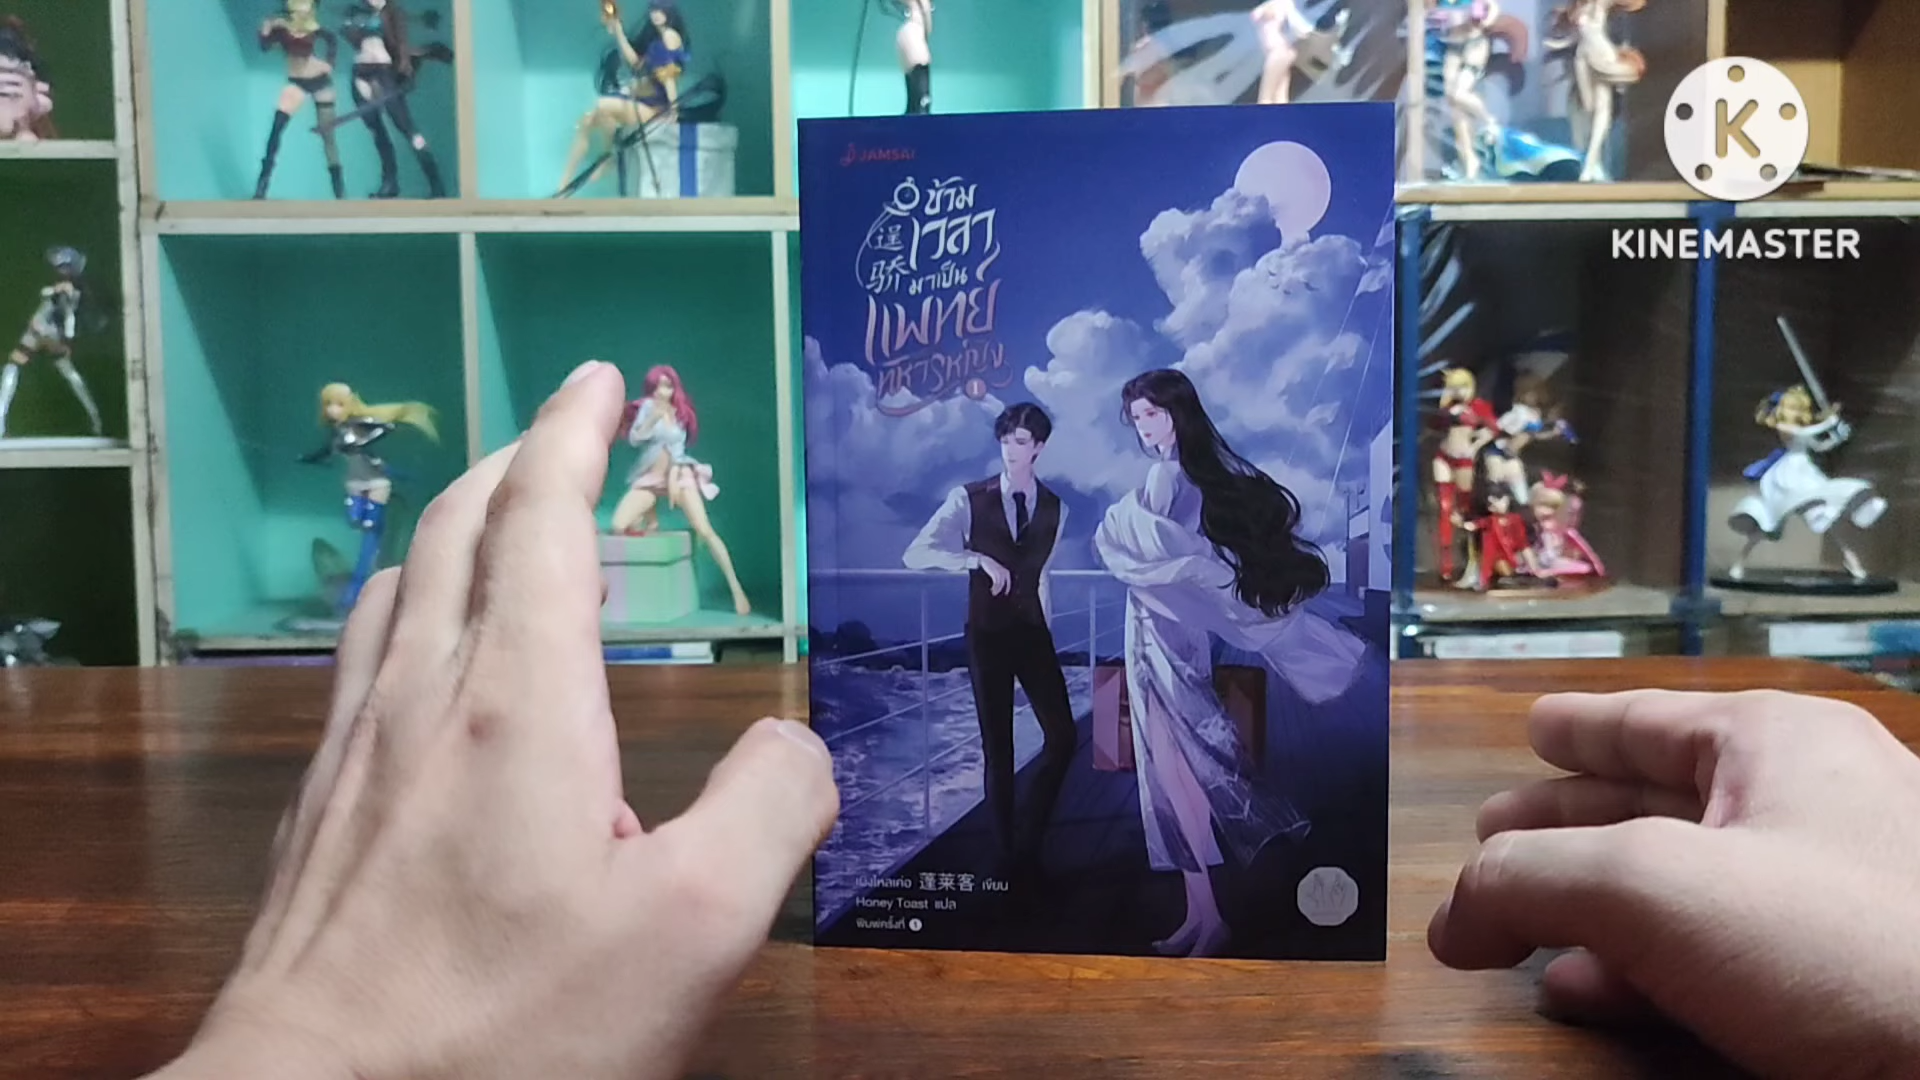 JAMSAI
ข้าม
เวลา
逞
骄
มาเป็น
แพทย์
ทหารหญิง
1
เผิงไหลเค่อ 蓬莱客 เขียน
Honey Toast แปล
พิมพ์ครั้งที่ 1
K
KINEMASTER